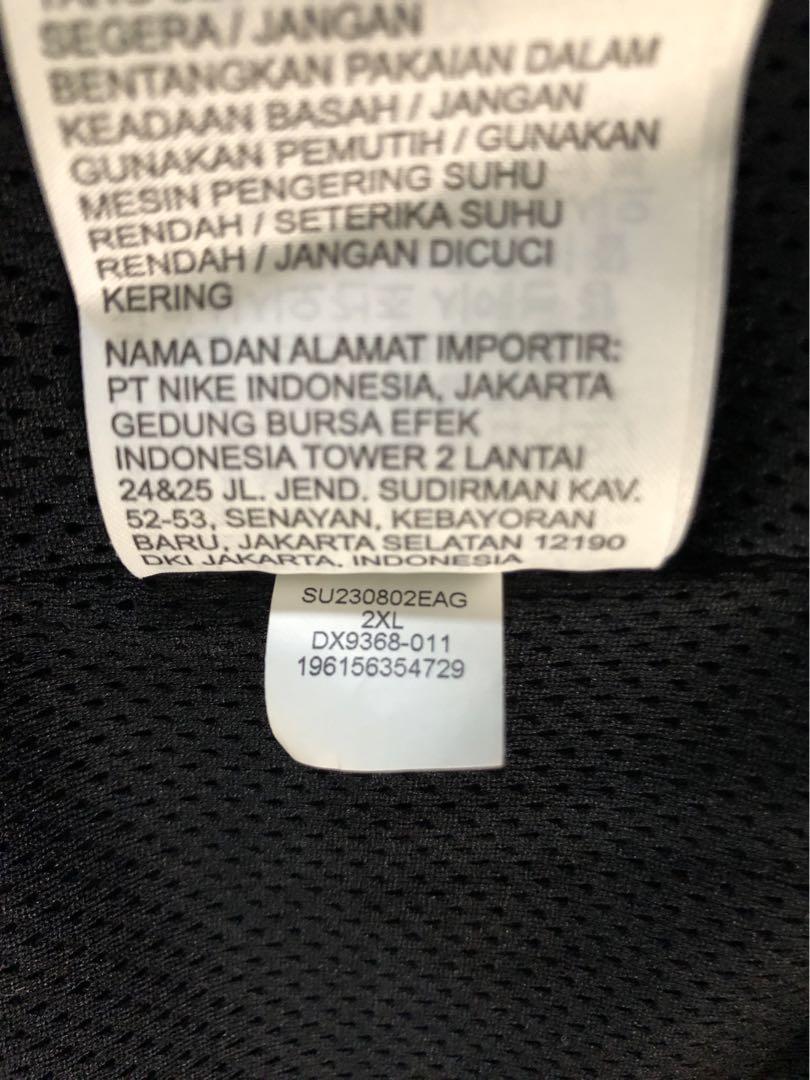 SEGERA / JANGAN
BENTANGKAN PAKAIAN DALAM
KEADAAN BASAH / JANGAN
GUNAKAN PEMUTIH / GUNAKAN
MESIN PENGERING SUHU
RENDAH / SETERIKA SUHU
RENDAH / JANGAN DICUCI
KERING
NAMA DAN ALAMAT IMPORTIR:
PT NIKE INDONESIA, JAKARTA
GEDUNG BURSA EFEK
INDONESIA TOWER 2 LANTAI
24&25 JL. JEND. SUDIRMAN KAV.
52-53, SENAYAN, KEBAYORAN
BARU, JAKARTA SELATAN 12190
DKI JAKARTA, INDONESIA
SU230802EAG
2XL
DX9368-011
196156354729